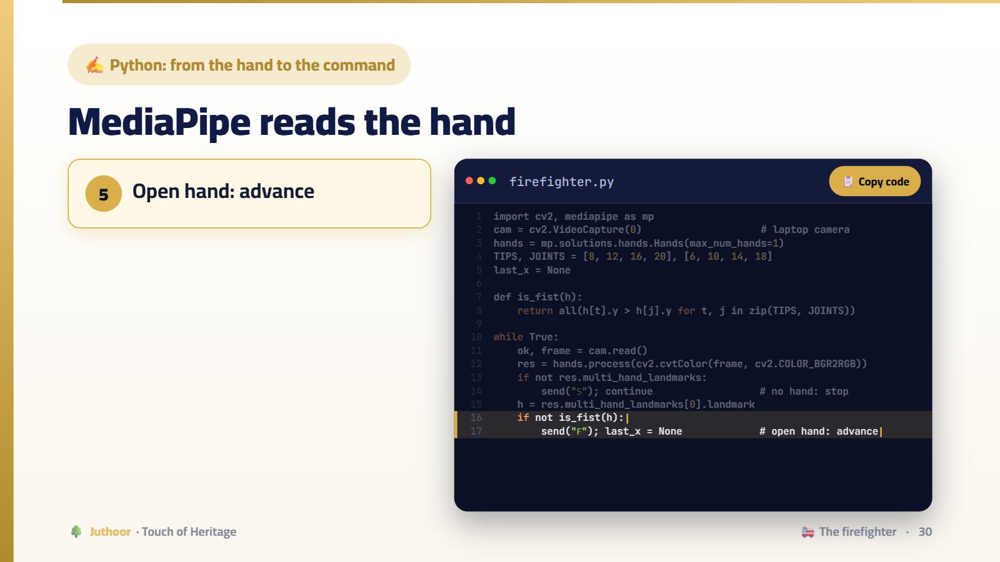 ✍️ Python: from the hand to the command
MediaPipe reads the hand
5 Open hand: advance
firefighter.py
📋 Copy code
1 import cv2, mediapipe as mp
2 cam = cv2.VideoCapture(0) # laptop camera
3 hands = mp.solutions.hands.Hands(max_num_hands=1)
4 TIPS, JOINTS = [8, 12, 16, 20], [6, 10, 14, 18]
5 last_x = None
6
7 def is_fist(h):
8 return all(h[t].y > h[j].y for t, j in zip(TIPS, JOINTS))
9
10 while True:
11 ok, frame = cam.read()
12 res = hands.process(cv2.cvtColor(frame, cv2.COLOR_BGR2RGB))
13 if not res.multi_hand_landmarks:
14 send("S"); continue # no hand: stop
15 h = res.multi_hand_landmarks[0].landmark
16 if not is_fist(h):
17 send("F"); last_x = None # open hand: advance
🌳 Juthoor · Touch of Heritage
🚒 The firefighter · 30